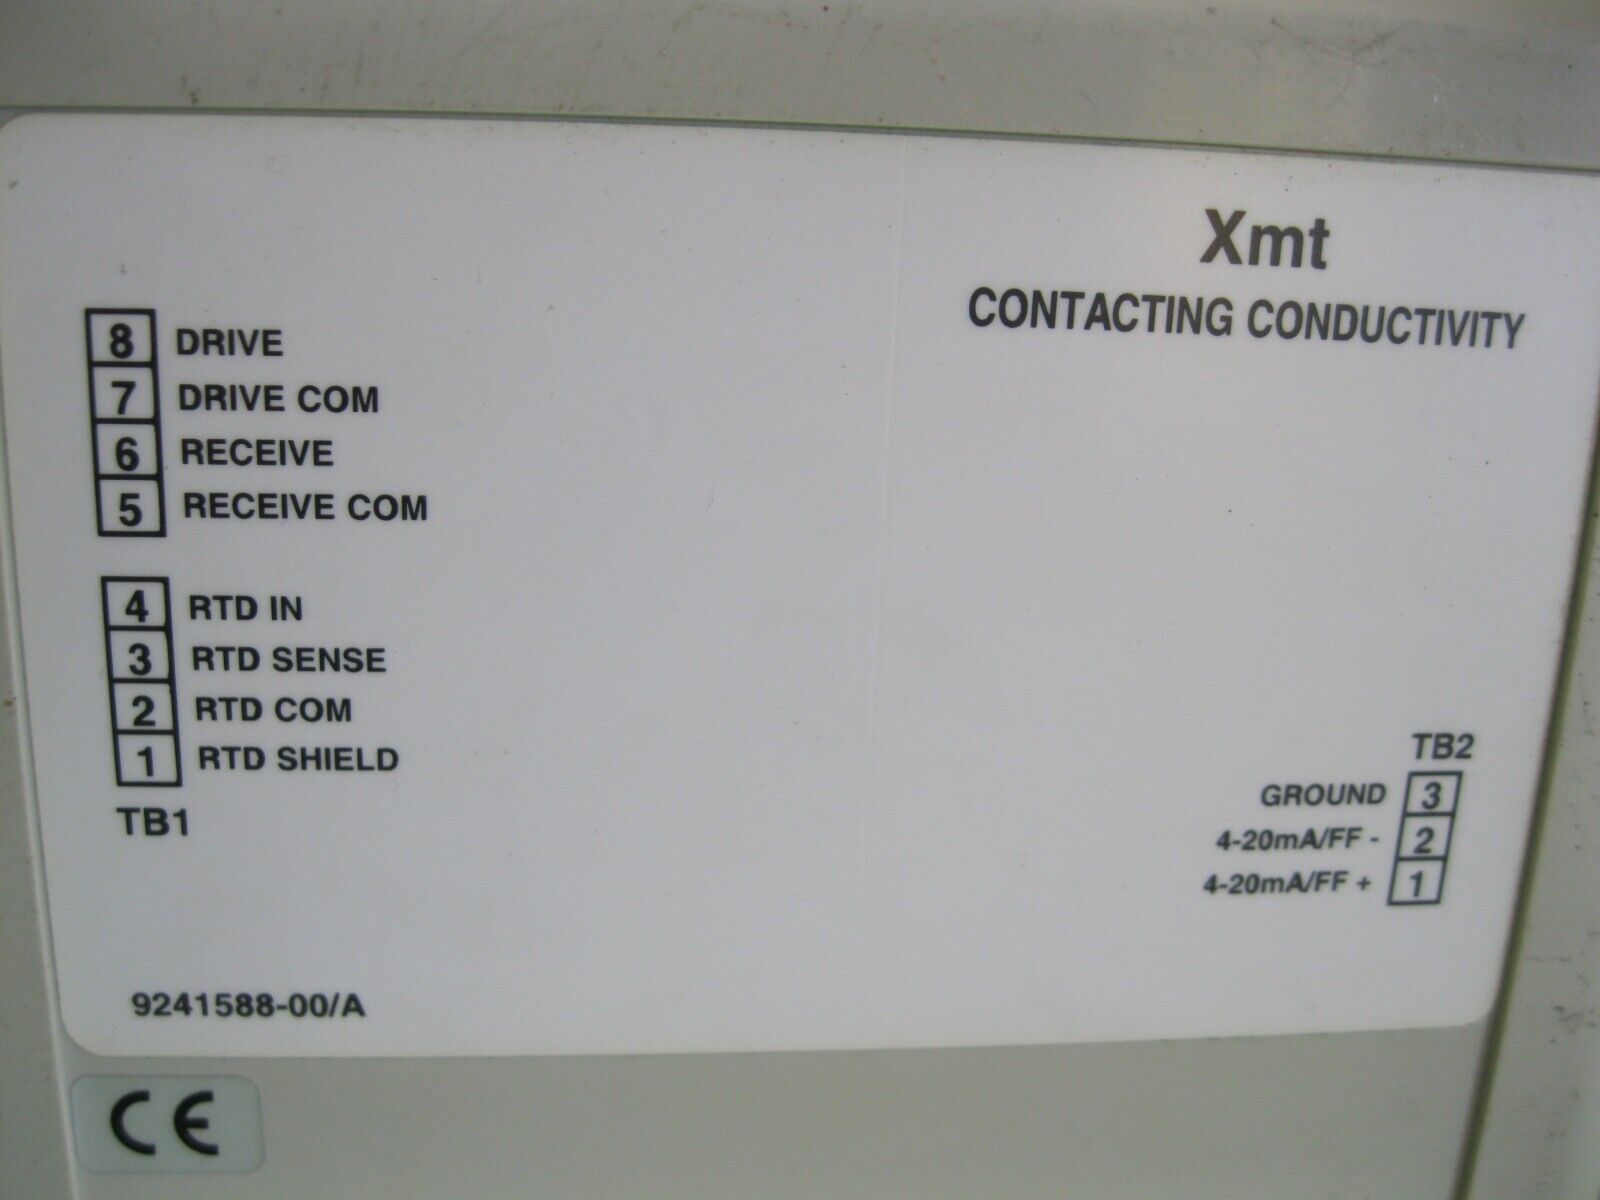 Xmt
CONTACTING CONDUCTIVITY
8 DRIVE
7 DRIVE COM
6 RECEIVE
5 RECEIVE COM
4 RTD IN
3 RTD SENSE
2 RTD COM
1 RTD SHIELD
TB1
TB2
GROUND 3
4-20mA/FF - 2
4-20mA/FF + 1
9241588-00/A
CE